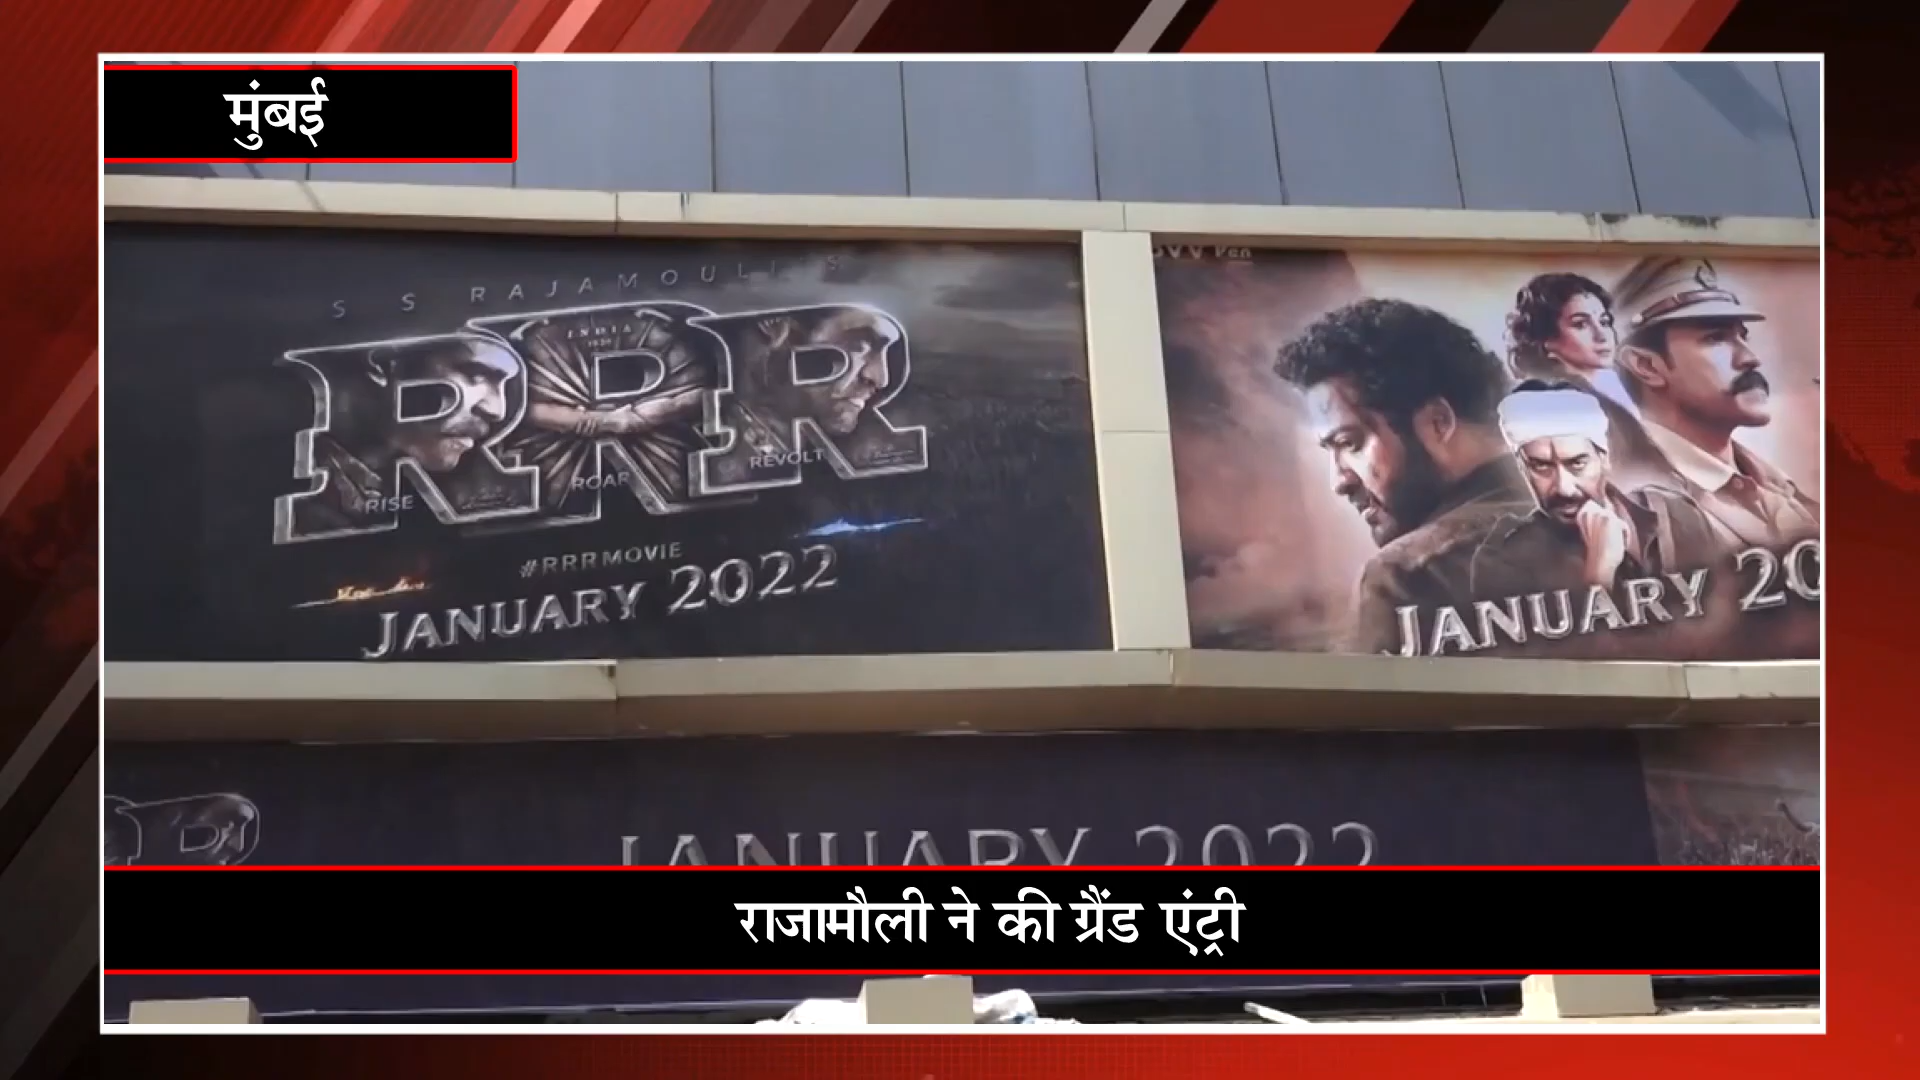 मुंबई
S S RAJAMOULI'S
RRR
INDIA
RISE
ROAR
REVOLT
#RRRMOVIE
JANUARY 2022
JANUARY 20
JANUARY 2022
राजामौली ने की ग्रैंड एंट्री